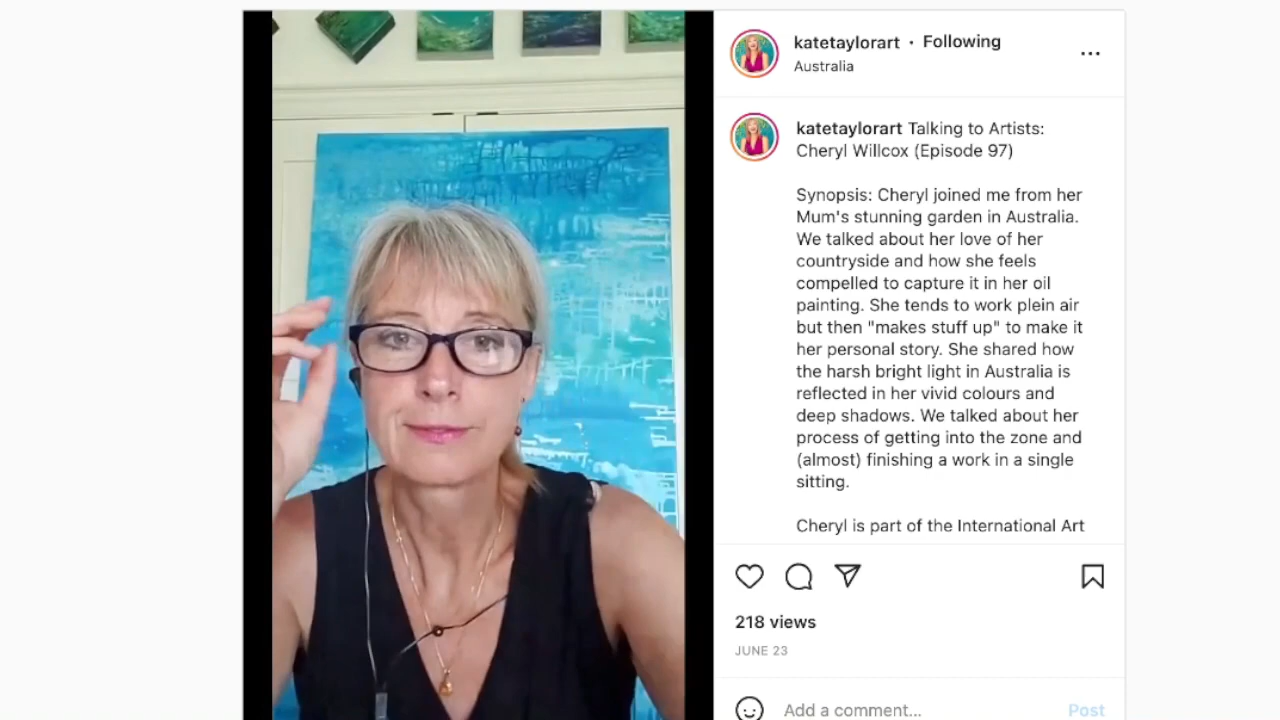 katetaylorart • Following
Australia
katetaylorart Talking to Artists:
Cheryl Willcox (Episode 97)
Synopsis: Cheryl joined me from her
Mum's stunning garden in Australia.
We talked about her love of her
countryside and how she feels
compelled to capture it in her oil
painting. She tends to work plein air
but then "makes stuff up" to make it
her personal story. She shared how
the harsh bright light in Australia is
reflected in her vivid colours and
deep shadows. We talked about her
process of getting into the zone and
(almost) finishing a work in a single
sitting.
Cheryl is part of the International Art
218 views
JUNE 23
Add a comment... Post